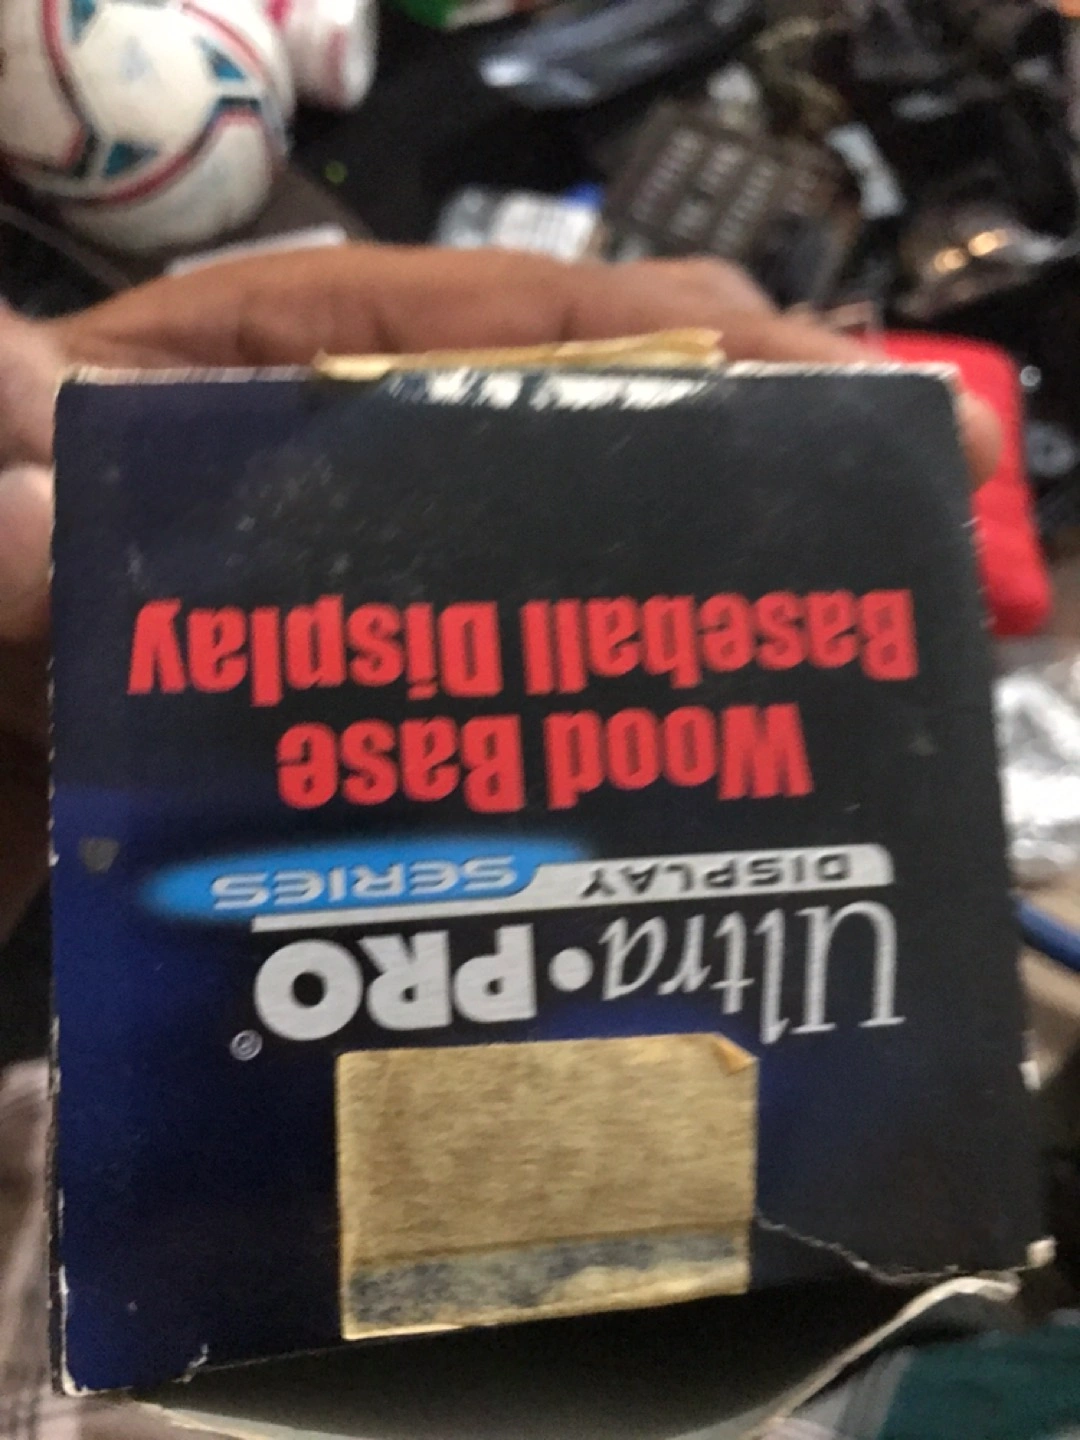 Ultra•PRO®
DISPLAY SERIES
Wood Base
Baseball Display